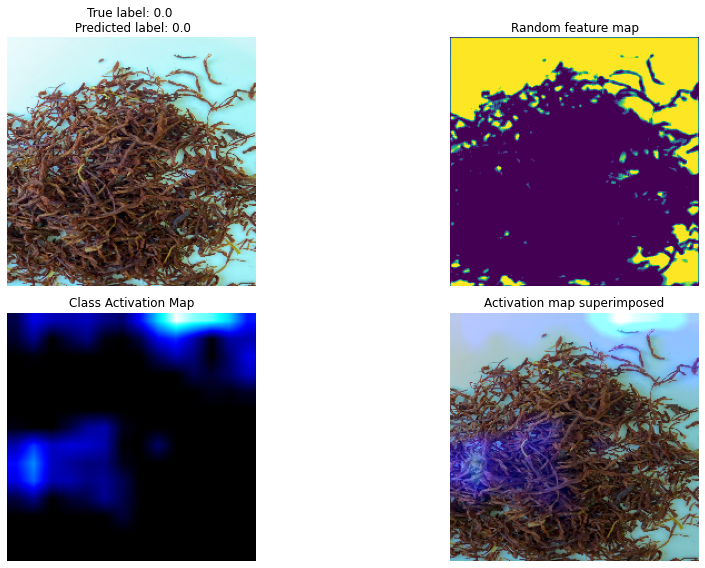 True label: 0.0
Predicted label: 0.0
Random feature map
Class Activation Map
Activation map superimposed